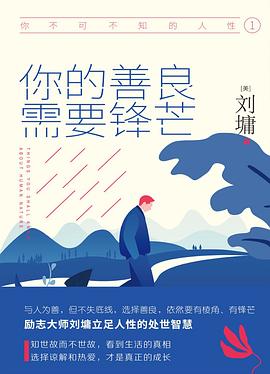 你不可不知的人性 1
你的善良
需要锋芒
[美]
刘墉
著
THINGS YOU SHALL KNOW
ABOUT HUMAN NATURE
与人为善，但不失底线，选择善良，依然要有棱角、有锋芒
励志大师刘墉立足人性的处世智慧
知世故而不世故，看到生活的真相
选择谅解和热爱，才是真正的成长